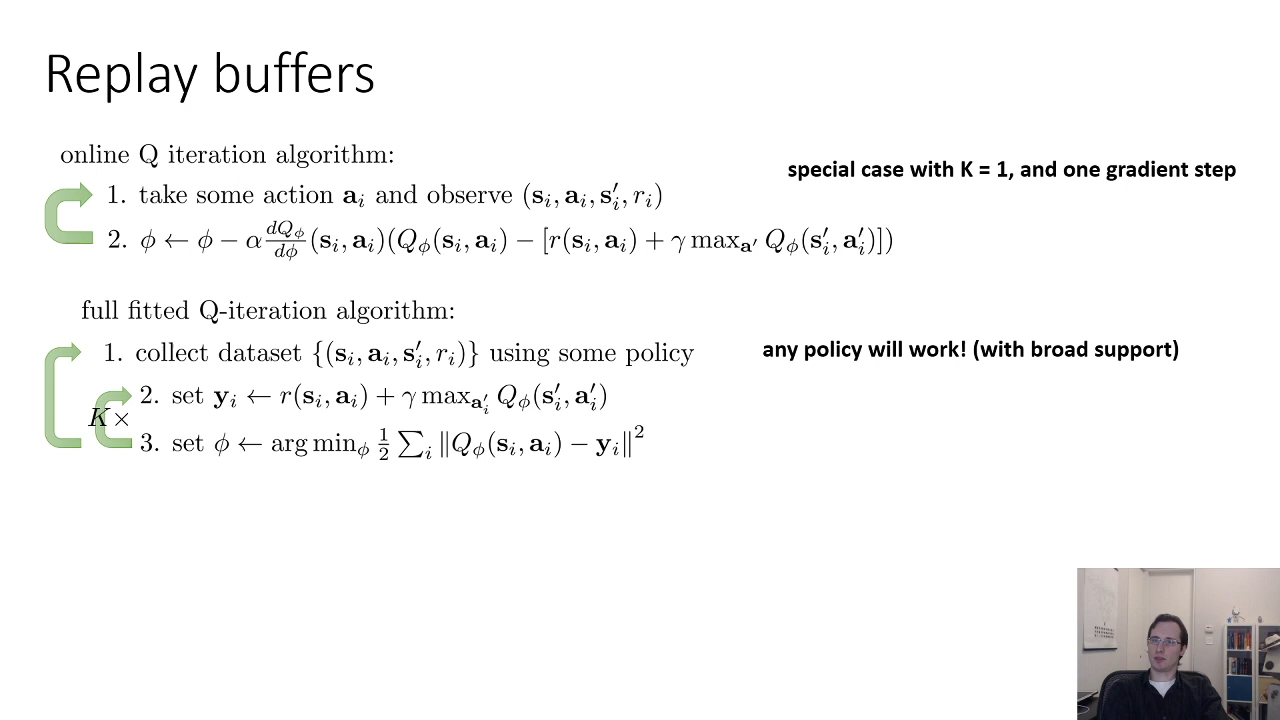 Replay buffers
online Q iteration algorithm:
special case with K = 1, and one gradient step
1. take some action a_i and observe (s_i, a_i, s′_i, r_i)
2. ϕ ← ϕ − α dQ_ϕ/dϕ (s_i, a_i)(Q_ϕ(s_i, a_i) − [r(s_i, a_i) + γ max_a′ Q_ϕ(s′_i, a′_i)])
full fitted Q-iteration algorithm:
1. collect dataset {(s_i, a_i, s′_i, r_i)} using some policy
any policy will work! (with broad support)
2. set y_i ← r(s_i, a_i) + γ max_a′_i Q_ϕ(s′_i, a′_i)
K ×
3. set ϕ ← arg min_ϕ 1/2 ∑_i ‖Q_ϕ(s_i, a_i) − y_i‖²